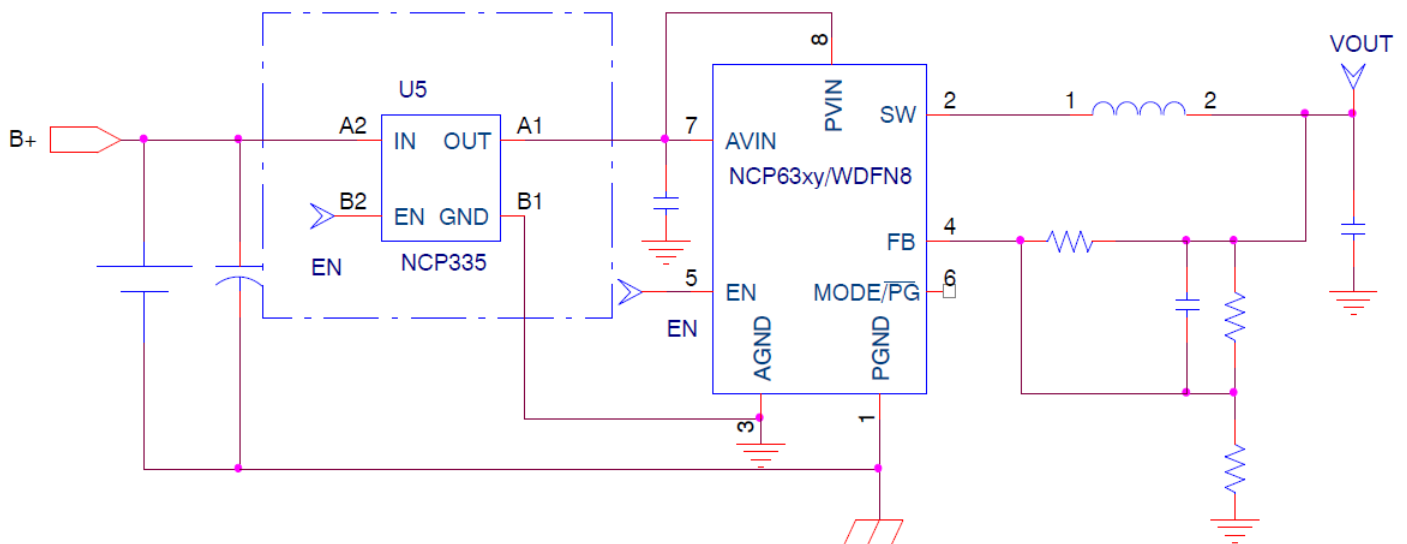 8
VOUT
U5
PVIN
SW
2
1
2
B+
A2
IN
OUT
A1
7
AVIN
NCP63xy/WDFN8
B2
EN
GND
B1
4
FB
EN
NCP335
5
EN
MODE/PG
6
EN
AGND
PGND
3
1